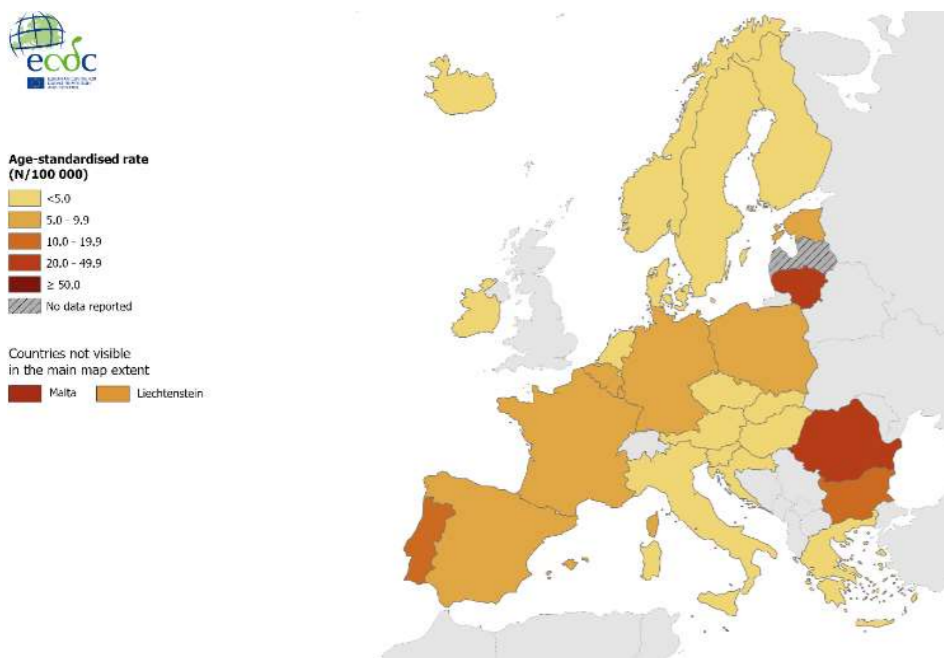 ecdc
Age-standardised rate
(N/100 000)
<5.0
5.0 - 9.9
10.0 - 19.9
20.0 - 49.9
≥ 50.0
No data reported
Countries not visible
in the main map extent
Malta
Liechtenstein